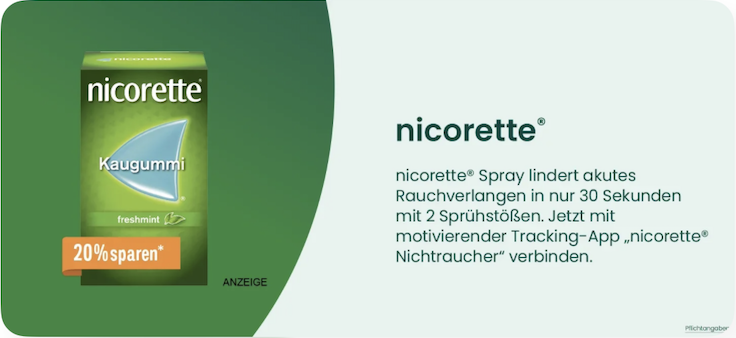 nicorette
nicorette®
Kaugummi
®
freshmint
20% sparen*
ANZEIGE
nicorette®
nicorette® Spray lindert akutes
Rauchverlangen in nur 30 Sekunden
mit 2 Sprühstößen. Jetzt mit
motivierender Tracking-App „nicorette®
Nichtraucher“ verbinden.
Pflichtangaben